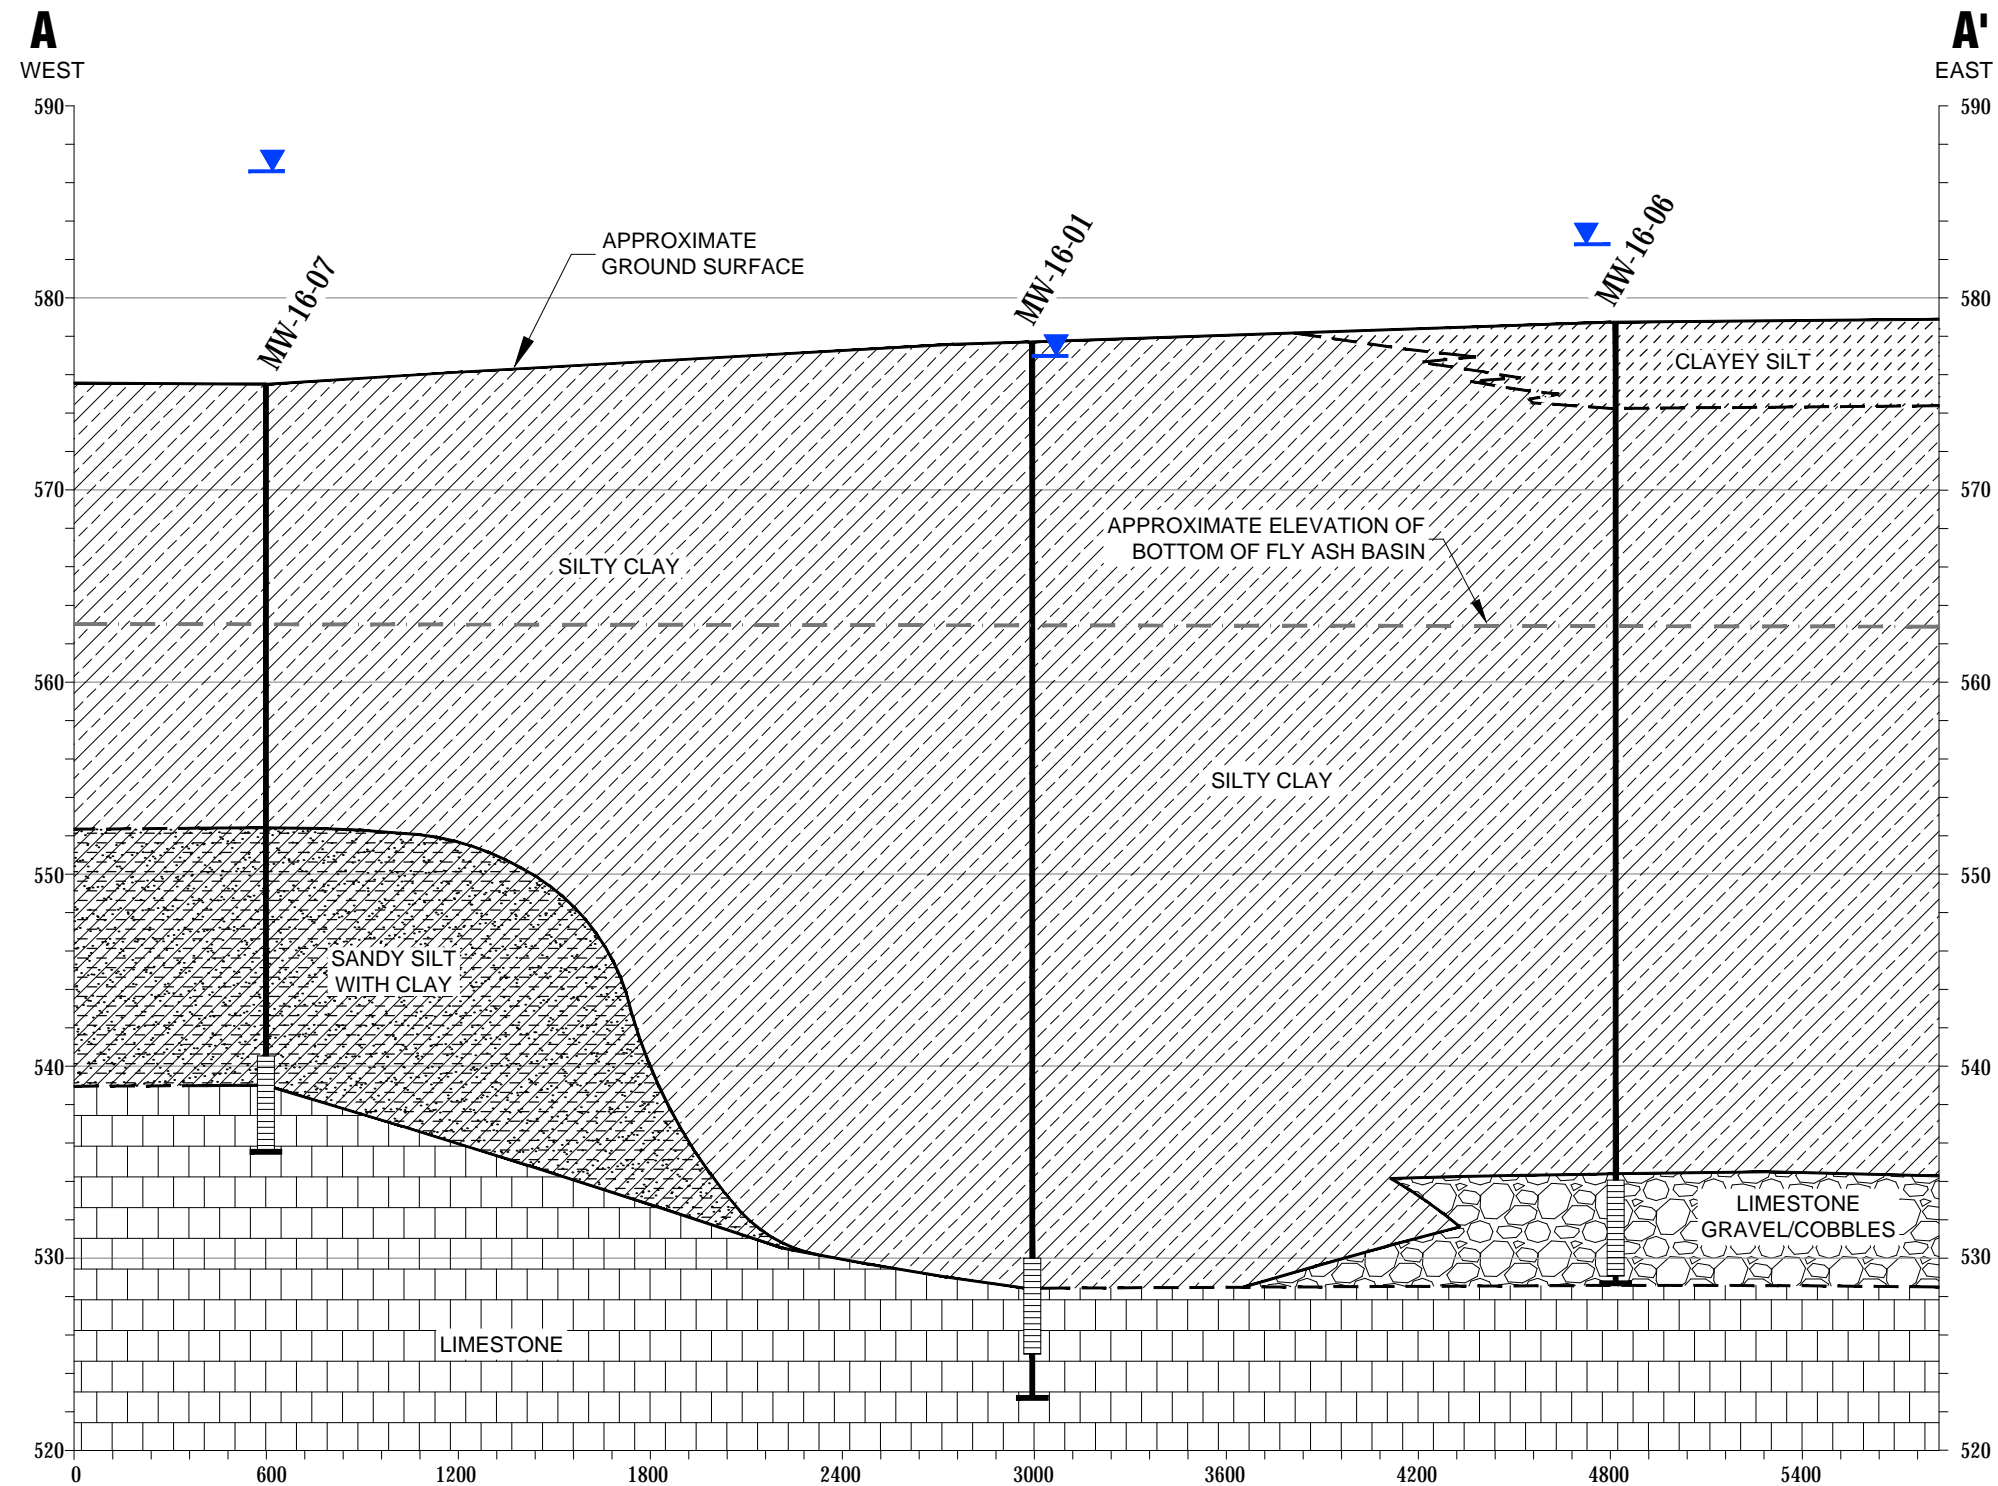 A
WEST
A'
EAST
590
590
MW-16-07
APPROXIMATE
GROUND SURFACE
MW-16-01
MW-16-06
580
580
CLAYEY SILT
570
570
APPROXIMATE ELEVATION OF
BOTTOM OF FLY ASH BASIN
SILTY CLAY
560
560
SILTY CLAY
550
550
SANDY SILT
WITH CLAY
540
540
LIMESTONE
GRAVEL/COBBLES
530
530
LIMESTONE
520
520
0 600 1200 1800 2400 3000 3600 4200 4800 5400